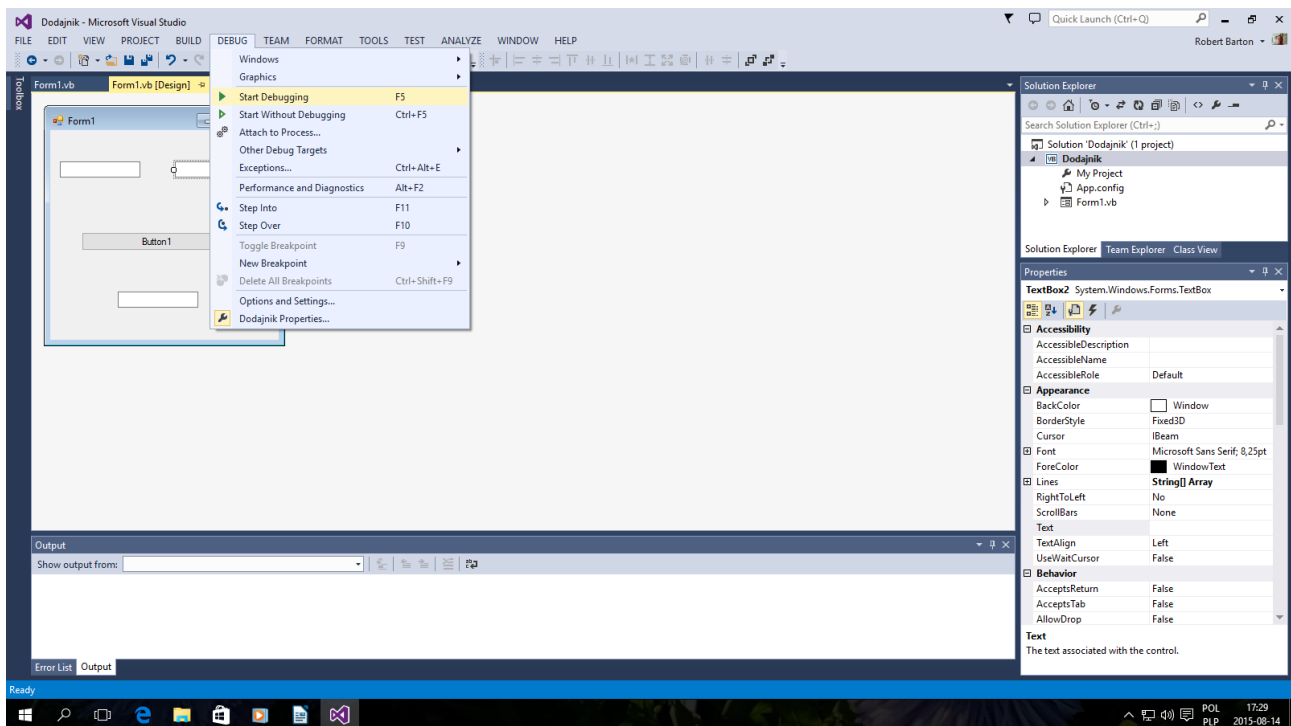 Dodajnik - Microsoft Visual Studio
Quick Launch (Ctrl+Q)
FILE EDIT VIEW PROJECT BUILD DEBUG TEAM FORMAT TOOLS TEST ANALYZE WINDOW HELP
Robert Barton
Toolbox
Form1.vb
Form1.vb [Design]
Form1
Button1
Windows
Graphics
Start Debugging F5
Start Without Debugging Ctrl+F5
Attach to Process...
Other Debug Targets
Exceptions... Ctrl+Alt+E
Performance and Diagnostics Alt+F2
Step Into F11
Step Over F10
Toggle Breakpoint F9
New Breakpoint
Delete All Breakpoints Ctrl+Shift+F9
Options and Settings...
Dodajnik Properties...
Solution Explorer
Search Solution Explorer (Ctrl+;)
Solution 'Dodajnik' (1 project)
VB Dodajnik
My Project
App.config
Form1.vb
Solution Explorer Team Explorer Class View
Properties
TextBox2 System.Windows.Forms.TextBox
Accessibility
AccessibleDescription
AccessibleName
AccessibleRole Default
Appearance
BackColor Window
BorderStyle Fixed3D
Cursor IBeam
Font Microsoft Sans Serif; 8,25pt
ForeColor WindowText
Lines String[] Array
RightToLeft No
ScrollBars None
Text
TextAlign Left
UseWaitCursor False
Behavior
AcceptsReturn False
AcceptsTab False
AllowDrop False
Text
The text associated with the control.
Output
Show output from:
Error List Output
Ready
POL
PLP
17:29
2015-08-14